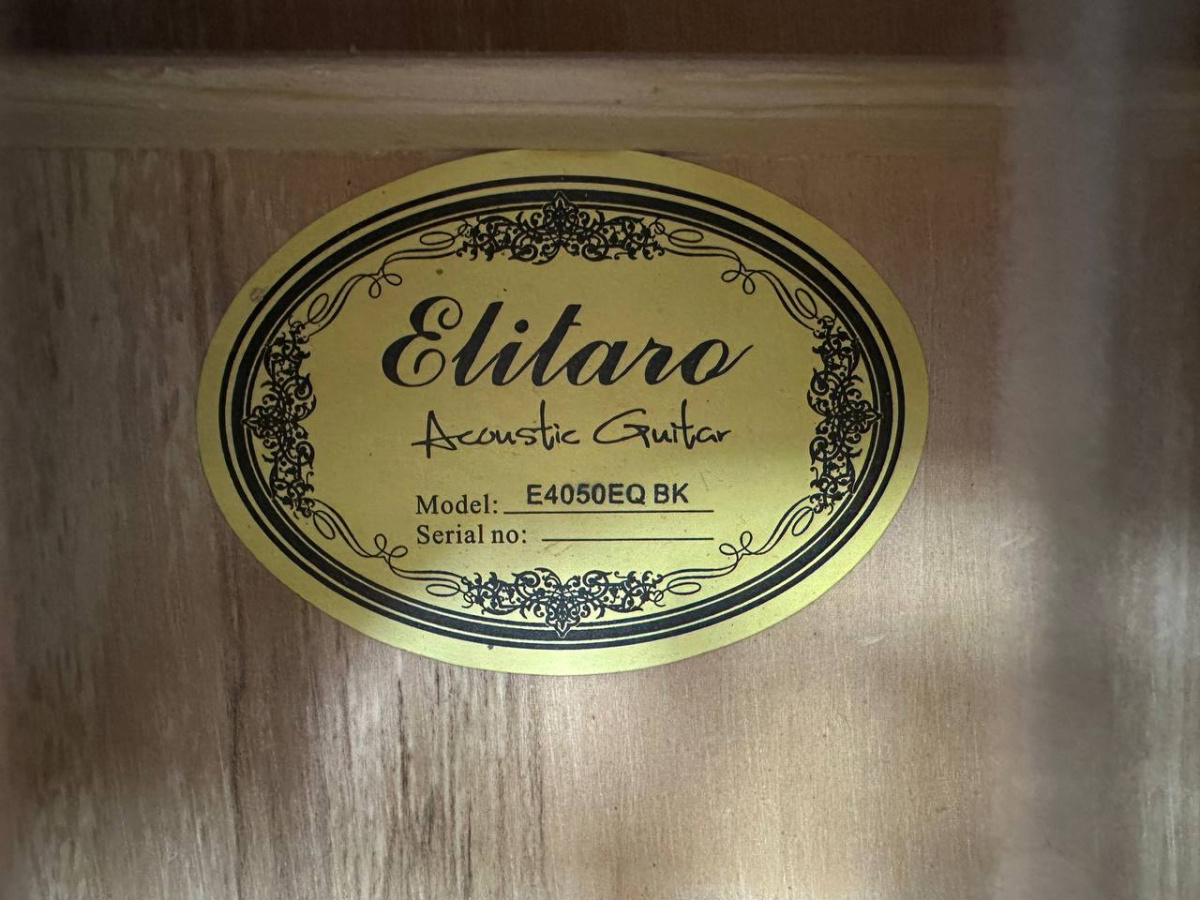 Elitaro
Acoustic Guitar
Model: E4050EQ BK
Serial no: